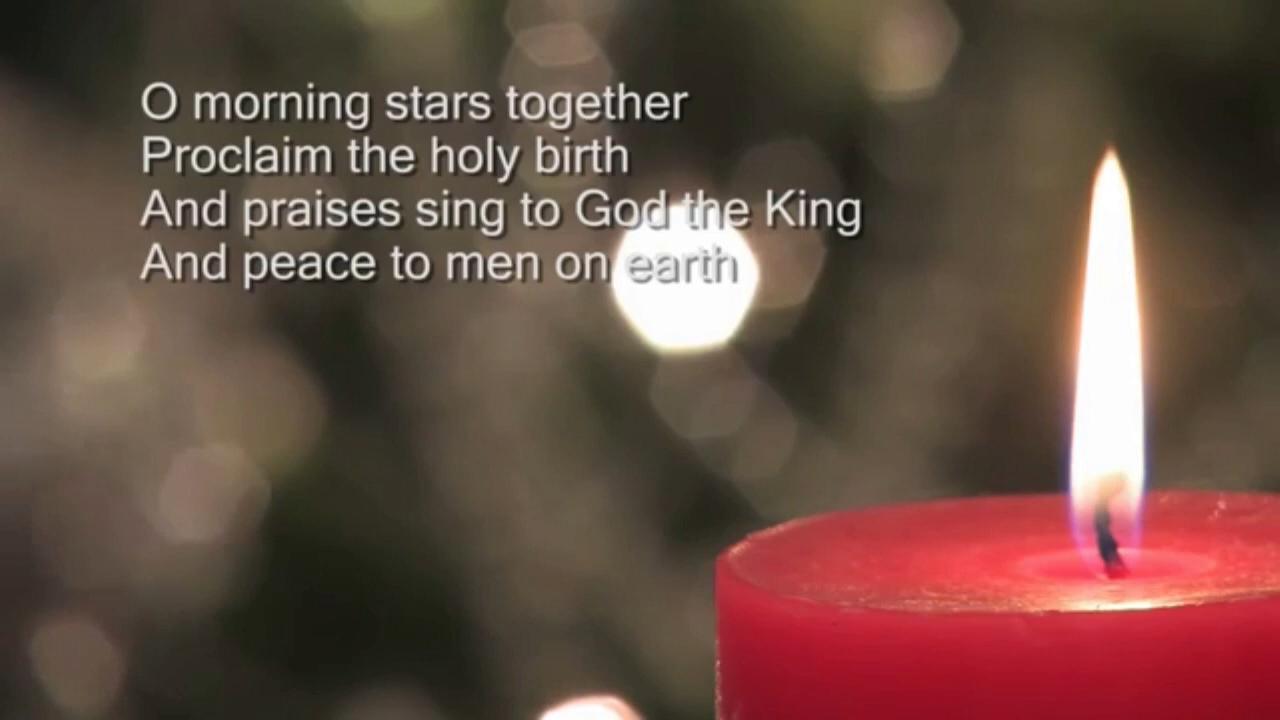 O morning stars together
Proclaim the holy birth
And praises sing to God the King
And peace to men on earth